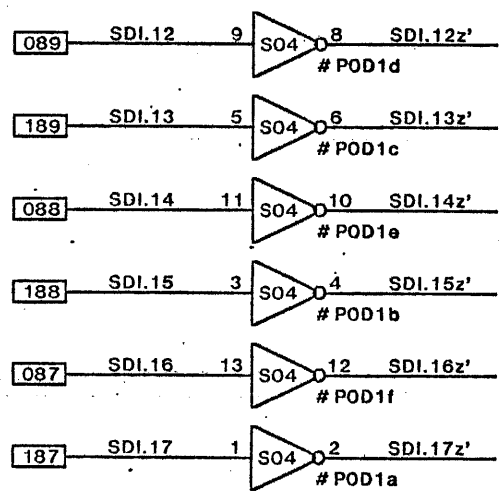 089 SDI.12 9 S04 8 SDI.12z'
# POD1d
189 SDI.13 5 S04 6 SDI.13z'
# POD1c
088 SDI.14 11 S04 10 SDI.14z'
# POD1e
188 SDI.15 3 S04 4 SDI.15z'
# POD1b
087 SDI.16 13 S04 12 SDI.16z'
# POD1f
187 SDI.17 1 S04 2 SDI.17z'
# POD1a